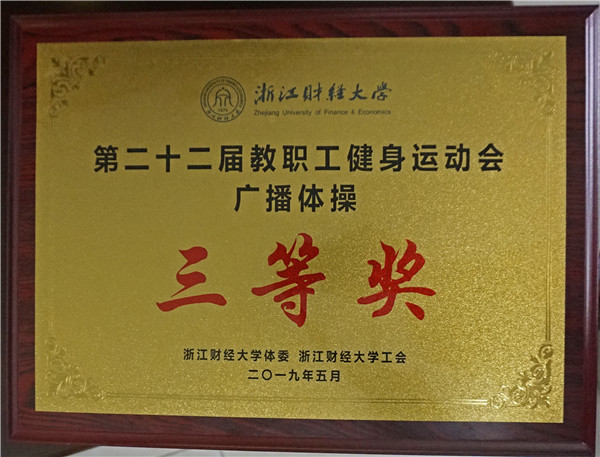 浙江财经大学
Zhejiang University of Finance & Economics
第二十二届教职工健身运动会
广播体操
三等奖
浙江财经大学体委 浙江财经大学工会
二〇一九年五月